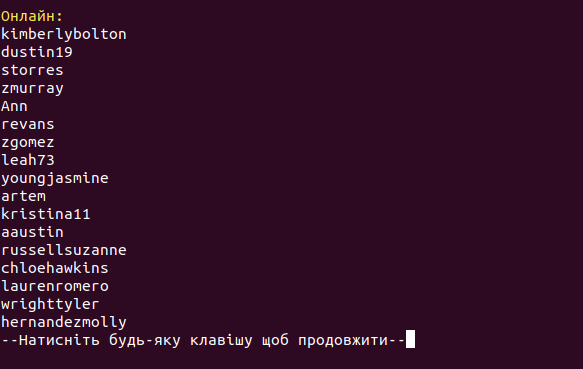 Онлайн:
kimberlybolton
dustin19
storres
zmurray
Ann
revans
zgomez
leah73
youngjasmine
artem
kristina11
aaustin
russellsuzanne
chloehawkins
laurenromero
wrighttyler
hernandezmolly
--Натисніть будь-яку клавішу щоб продовжити--